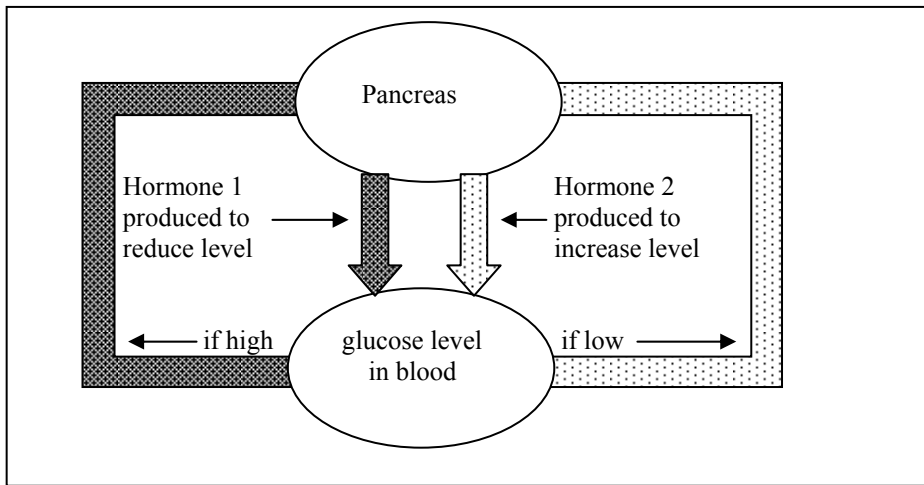 Pancreas
Hormone 1
produced to
reduce level
Hormone 2
produced to
increase level
if high
glucose level
in blood
if low